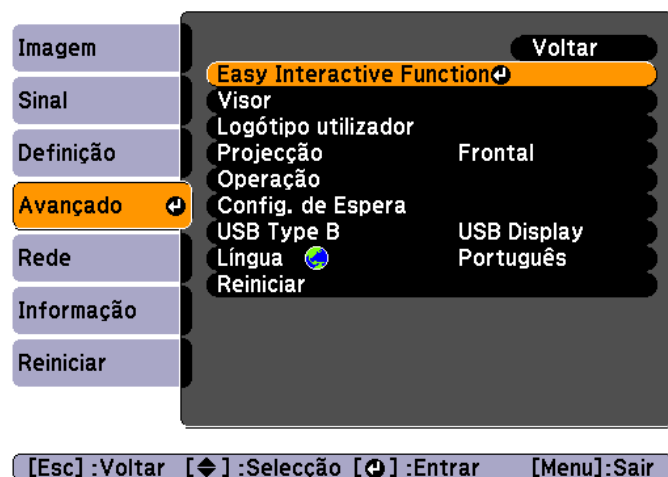 Imagem
Sinal
Definição
Avançado
Rede
Informação
Reiniciar
Voltar
Easy Interactive Function
Visor
Logótipo utilizador
Projecção Frontal
Operação
Config. de Espera
USB Type B USB Display
Língua Português
Reiniciar
[Esc] :Voltar [◆] :Selecção [↵] :Entrar [Menu]:Sair